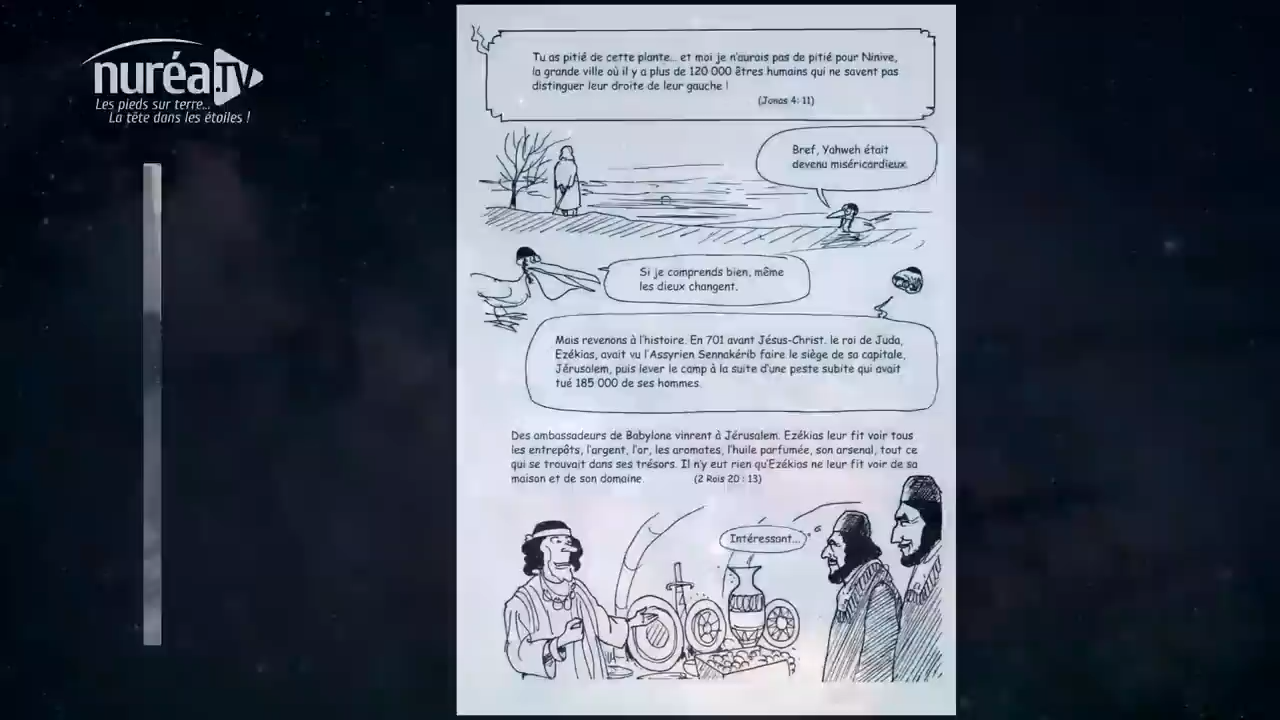 nuréa.TV
Les pieds sur terre...
La tête dans les étoiles !
Tu as pitié de cette plante... et moi je n'aurais pas de pitié pour Ninive,
la grande ville où il y a plus de 120 000 êtres humains qui ne savent pas
distinguer leur droite de leur gauche !
(Jonas 4: 11)
Bref, Yahweh était
devenu miséricordieux.
Si je comprends bien, même
les dieux changent.
Mais revenons à l'histoire. En 701 avant Jésus-Christ. le roi de Juda,
Ezékias, avait vu l'Assyrien Sennakérib faire le siège de sa capitale,
Jérusalem, puis lever le camp à la suite d'une peste subite qui avait
tué 185 000 de ses hommes.
Des ambassadeurs de Babylone vinrent à Jérusalem. Ezékias leur fit voir tous
les entrepôts, l'argent, l'or, les aromates, l'huile parfumée, son arsenal, tout ce
qui se trouvait dans ses trésors. Il n'y eut rien qu'Ezékias ne leur fit voir de sa
maison et de son domaine. (2 Rois 20 : 13)
Intéressant...